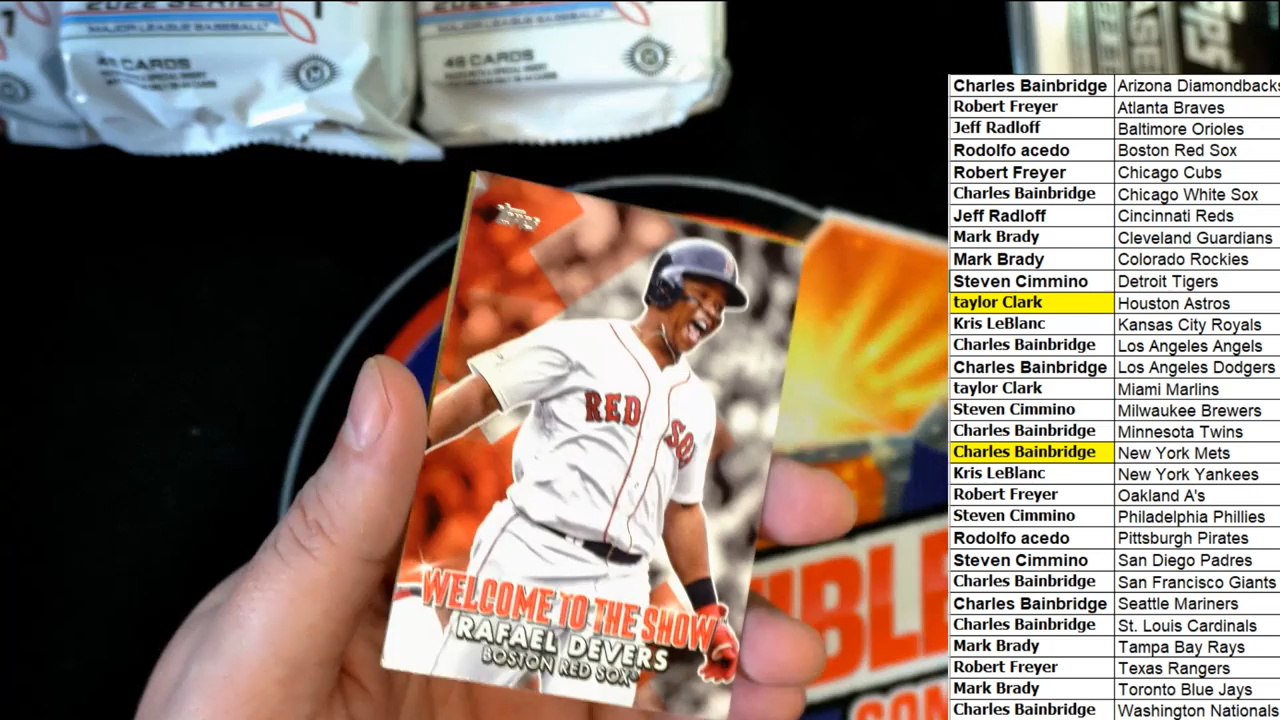 2022 SERIES 1
MAJOR LEAGUE BASEBALL
48 CARDS
48 CARDS
topps
RED SOX
WELCOME TO THE SHOW
RAFAEL DEVERS
BOSTON RED SOX
Charles Bainbridge Arizona Diamondbacks
Robert Freyer Atlanta Braves
Jeff Radloff Baltimore Orioles
Rodolfo acedo Boston Red Sox
Robert Freyer Chicago Cubs
Charles Bainbridge Chicago White Sox
Jeff Radloff Cincinnati Reds
Mark Brady Cleveland Guardians
Mark Brady Colorado Rockies
Steven Cimmino Detroit Tigers
taylor Clark Houston Astros
Kris LeBlanc Kansas City Royals
Charles Bainbridge Los Angeles Angels
Charles Bainbridge Los Angeles Dodgers
taylor Clark Miami Marlins
Steven Cimmino Milwaukee Brewers
Charles Bainbridge Minnesota Twins
Charles Bainbridge New York Mets
Kris LeBlanc New York Yankees
Robert Freyer Oakland A's
Steven Cimmino Philadelphia Phillies
Rodolfo acedo Pittsburgh Pirates
Steven Cimmino San Diego Padres
Charles Bainbridge San Francisco Giants
Charles Bainbridge Seattle Mariners
Charles Bainbridge St. Louis Cardinals
Mark Brady Tampa Bay Rays
Robert Freyer Texas Rangers
Mark Brady Toronto Blue Jays
Charles Bainbridge Washington Nationals